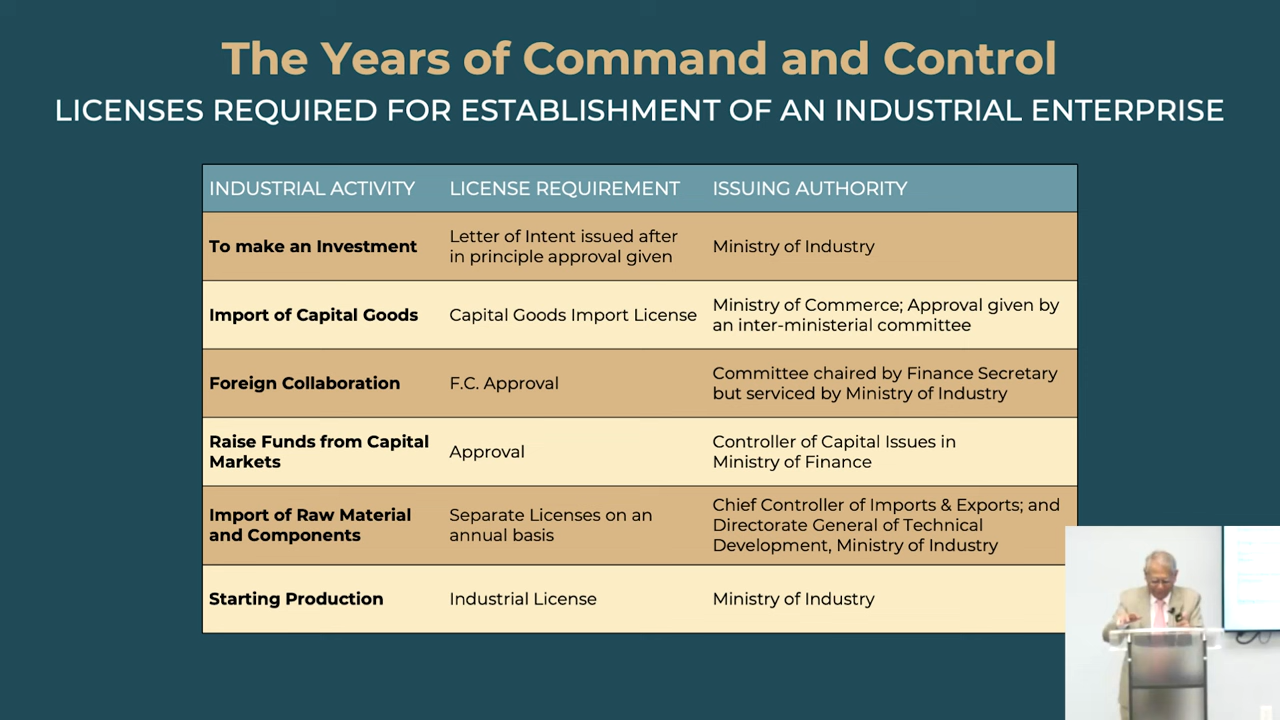 The Years of Command and Control
LICENSES REQUIRED FOR ESTABLISHMENT OF AN INDUSTRIAL ENTERPRISE
INDUSTRIAL ACTIVITY LICENSE REQUIREMENT ISSUING AUTHORITY
To make an Investment
Letter of Intent issued after
in principle approval given
Ministry of Industry
Import of Capital Goods
Capital Goods Import License
Ministry of Commerce; Approval given by
an inter-ministerial committee
Foreign Collaboration
F.C. Approval
Committee chaired by Finance Secretary
but serviced by Ministry of Industry
Raise Funds from Capital
Markets
Approval
Controller of Capital Issues in
Ministry of Finance
Import of Raw Material
and Components
Separate Licenses on an
annual basis
Chief Controller of Imports & Exports; and
Directorate General of Technical
Development, Ministry of Industry
Starting Production
Industrial License
Ministry of Industry